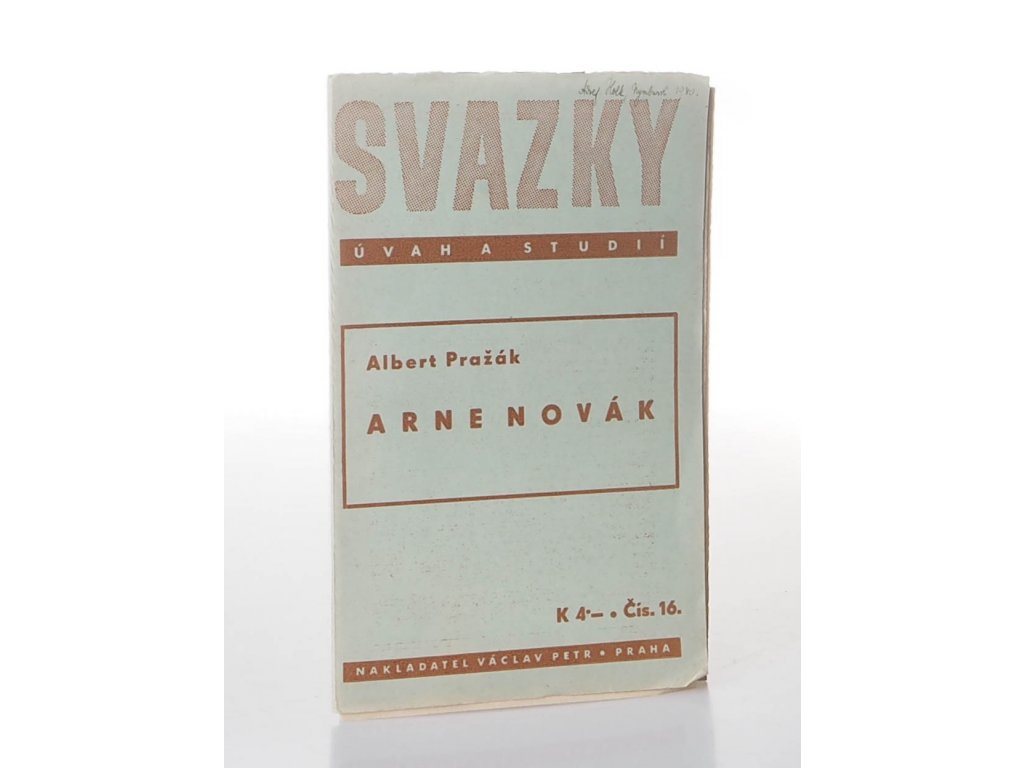 SVAZKY
ÚVAH A STUDIÍ
Albert Pražák
ARNE NOVÁK
K 4·— • Čís. 16.
NAKLADATEL VÁCLAV PETR • PRAHA